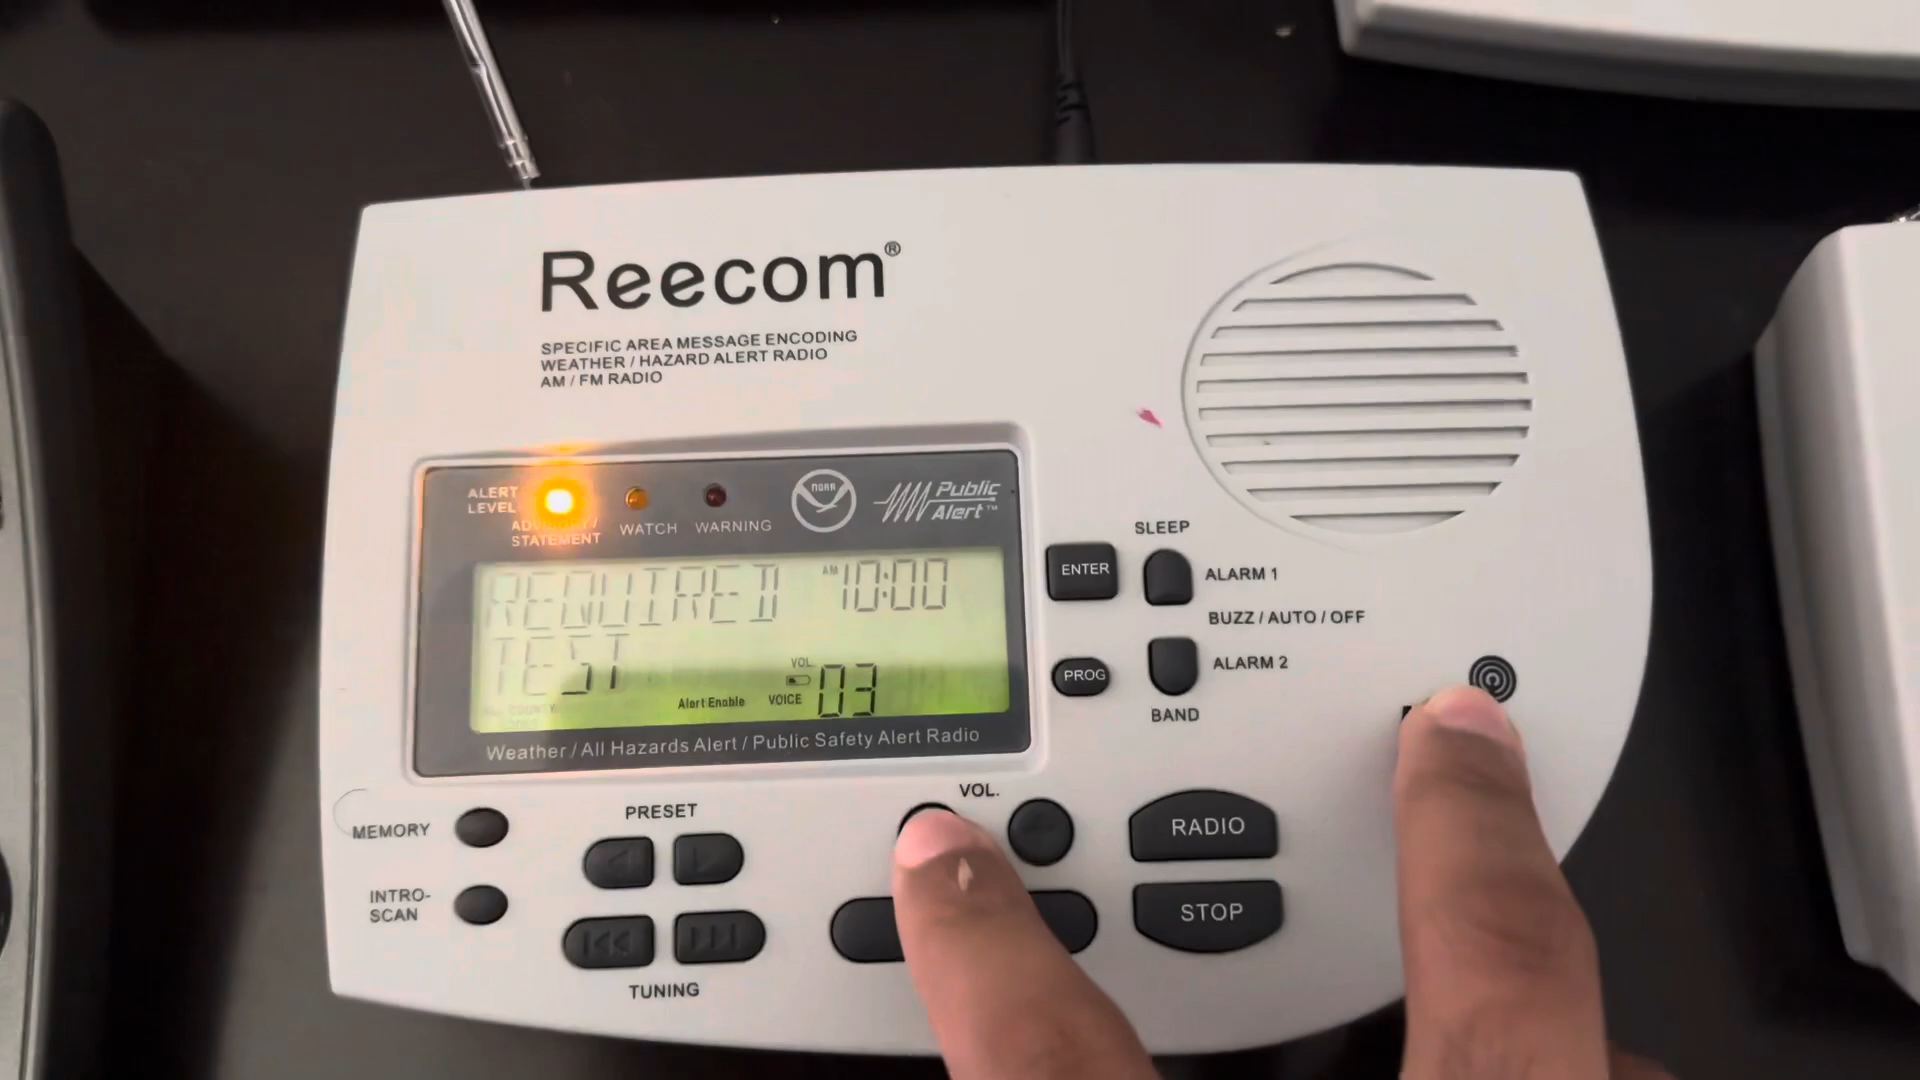 Reecom®
SPECIFIC AREA MESSAGE ENCODING
WEATHER / HAZARD ALERT RADIO
AM / FM RADIO
ALERT
LEVEL
ADVISORY /
STATEMENT
WATCH
WARNING
NOAA
Public
Alert™
REQUIRED
AM 10:00
TEST
VOL.
Alert Enable
VOICE
03
Weather / All Hazards Alert / Public Safety Alert Radio
ENTER
SLEEP
ALARM 1
BUZZ / AUTO / OFF
PROG
ALARM 2
BAND
MEMORY
PRESET
VOL.
RADIO
INTRO-
SCAN
STOP
TUNING